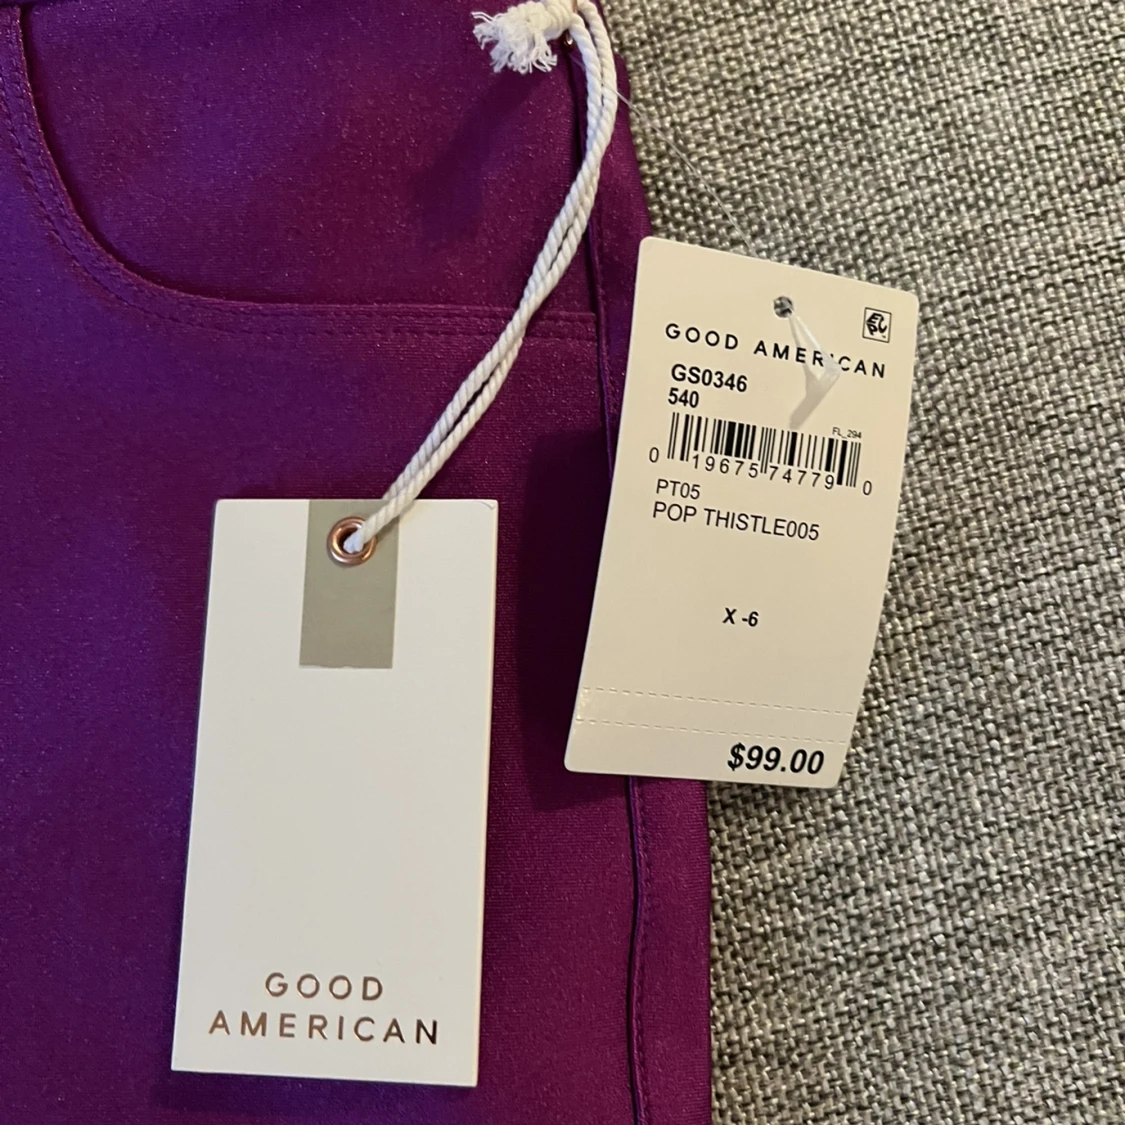 GOOD AMERICAN
GS0346
540
FL_294
0 19675 74779 0
PT05
POP THISTLE005
X -6
$99.00
GOOD
AMERICAN